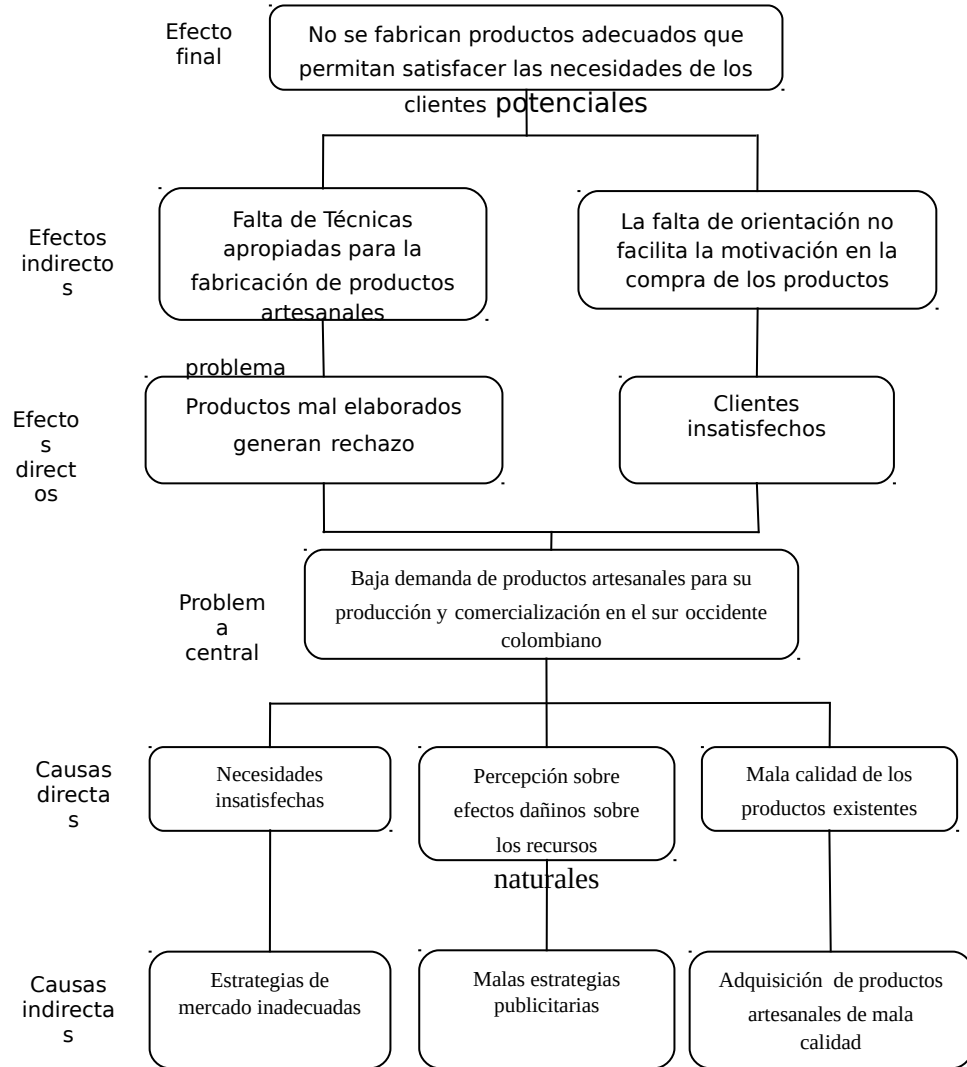 Efecto
final
No se fabrican productos adecuados que
permitan satisfacer las necesidades de los
clientes potenciales
Efectos
indirecto
s
Falta de Técnicas
apropiadas para la
fabricación de productos
artesanales
La falta de orientación no
facilita la motivación en la
compra de los productos
problema
Efecto
s
direct
os
Productos mal elaborados
generan rechazo
Clientes
insatisfechos
Problem
a
central
Baja demanda de productos artesanales para su
producción y comercialización en el sur occidente
colombiano
Causas
directa
s
Necesidades
insatisfechas
Percepción sobre
efectos dañinos sobre
los recursos
naturales
Mala calidad de los
productos existentes
Causas
indirecta
s
Estrategias de
mercado inadecuadas
Malas estrategias
publicitarias
Adquisición de productos
artesanales de mala
calidad